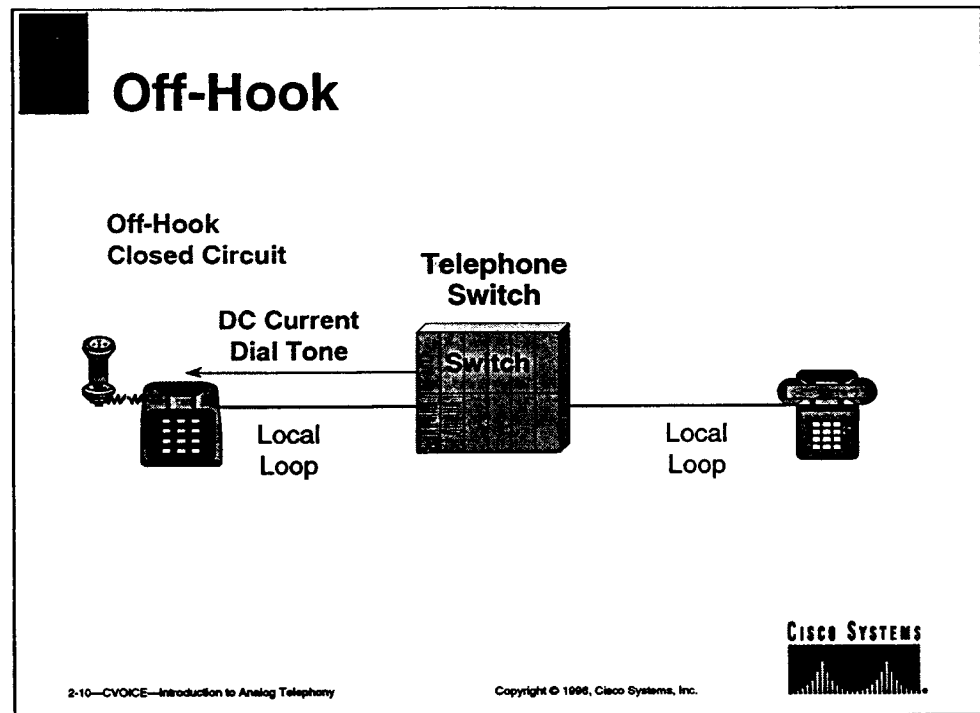 Off-Hook
Off-Hook
Closed Circuit
Telephone
Switch
DC Current
Dial Tone
Switch
Local
Loop
Local
Loop
CISCO SYSTEMS
2-10—CVOICE—Introduction to Analog Telephony
Copyright © 1998, Cisco Systems, Inc.